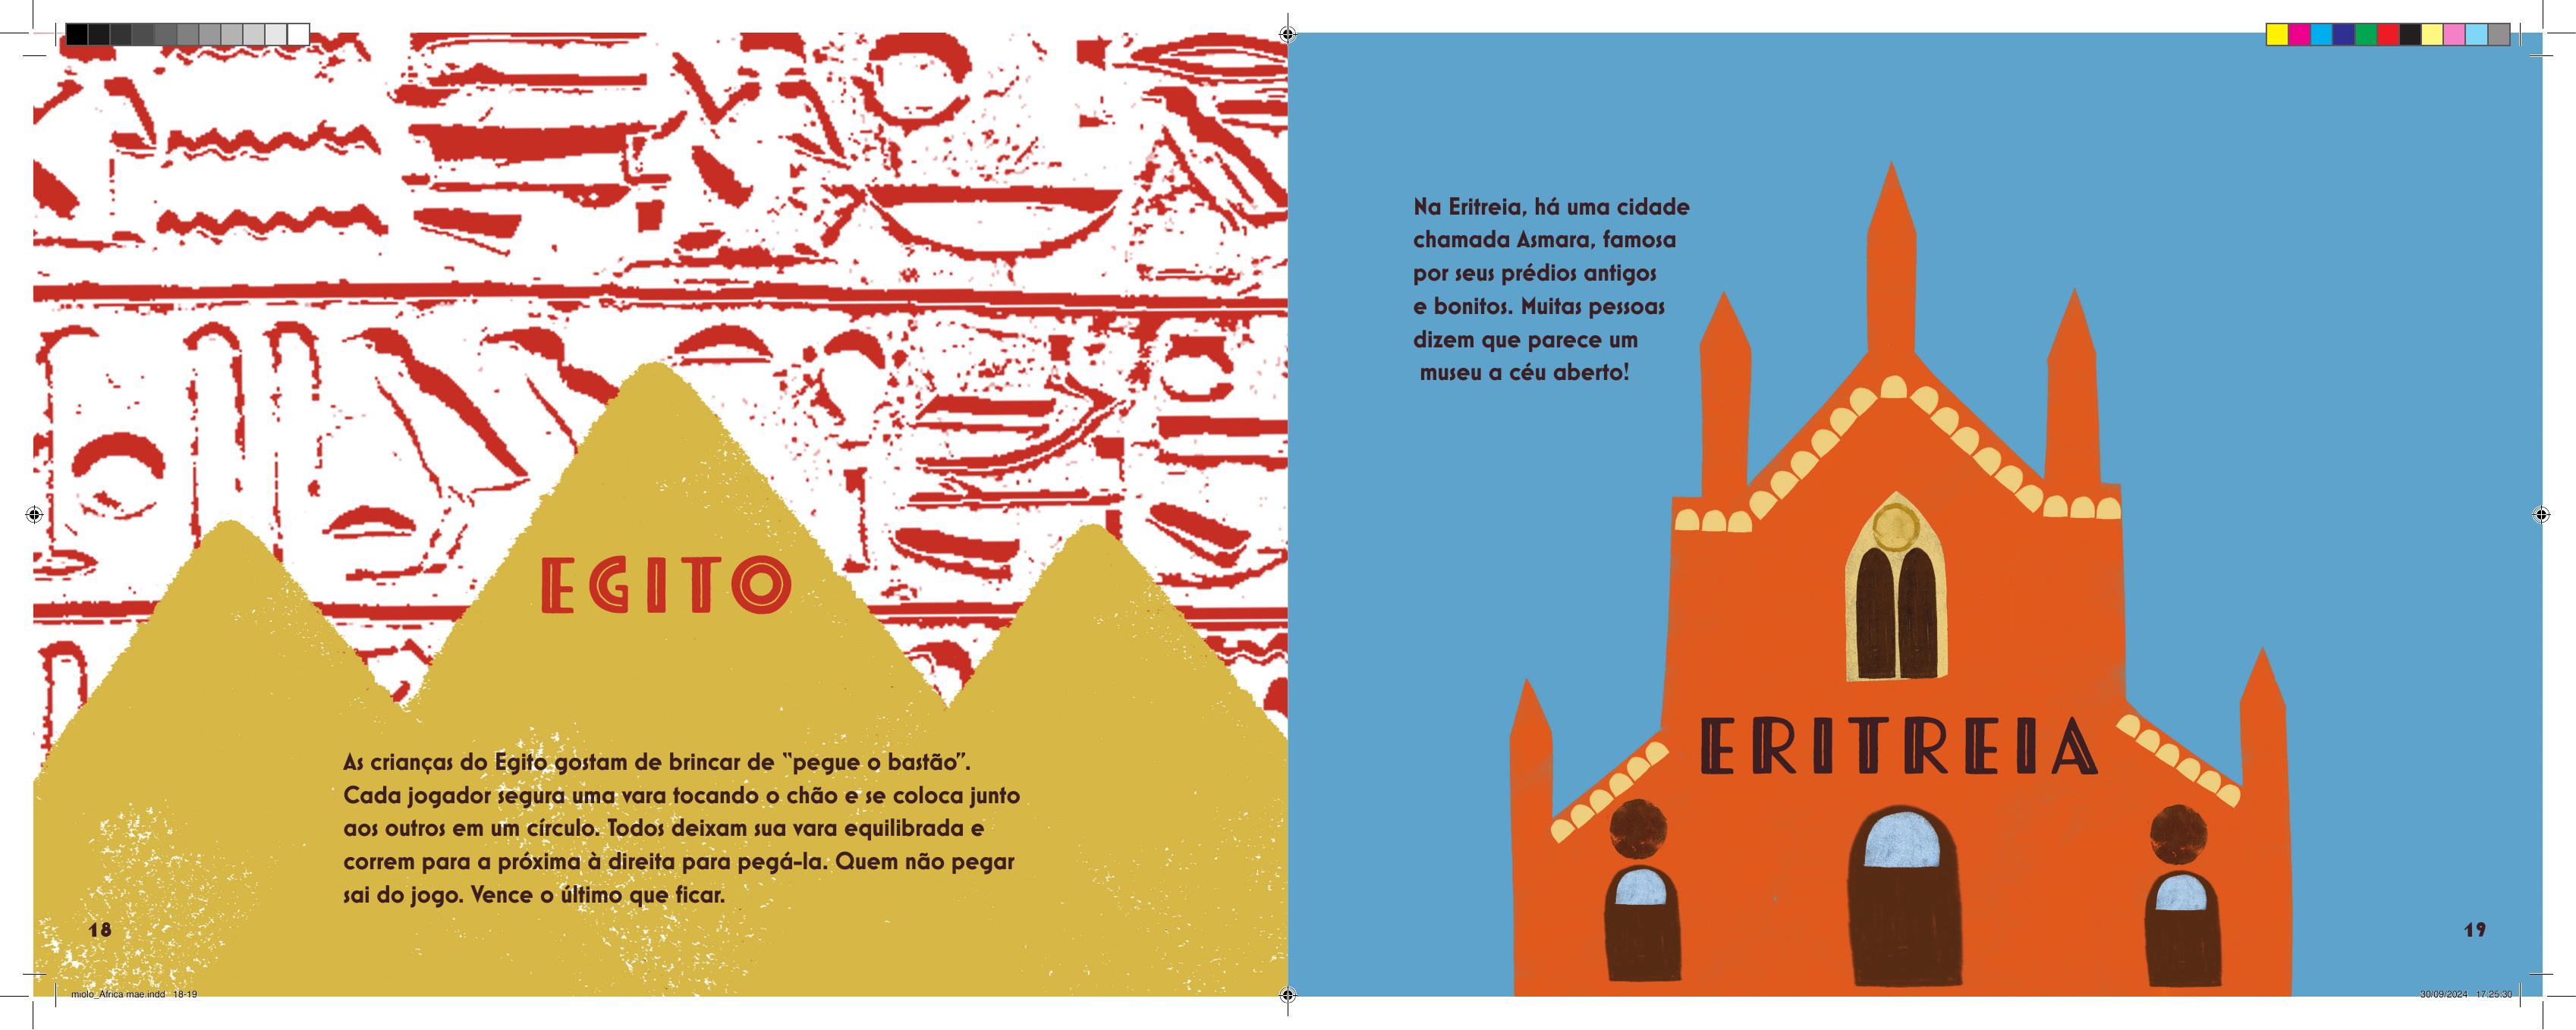 EGITO
As crianças do Egito gostam de brincar de “pegue o bastão”.
Cada jogador segura uma vara tocando o chão e se coloca junto
aos outros em um círculo. Todos deixam sua vara equilibrada e
correm para a próxima à direita para pegá-la. Quem não pegar
sai do jogo. Vence o último que ficar.
18
miolo_Africa mae.indd 18-19
Na Eritreia, há uma cidade
chamada Asmara, famosa
por seus prédios antigos
e bonitos. Muitas pessoas
dizem que parece um
museu a céu aberto!
ERITREIA
19
30/09/2024 17:25:30